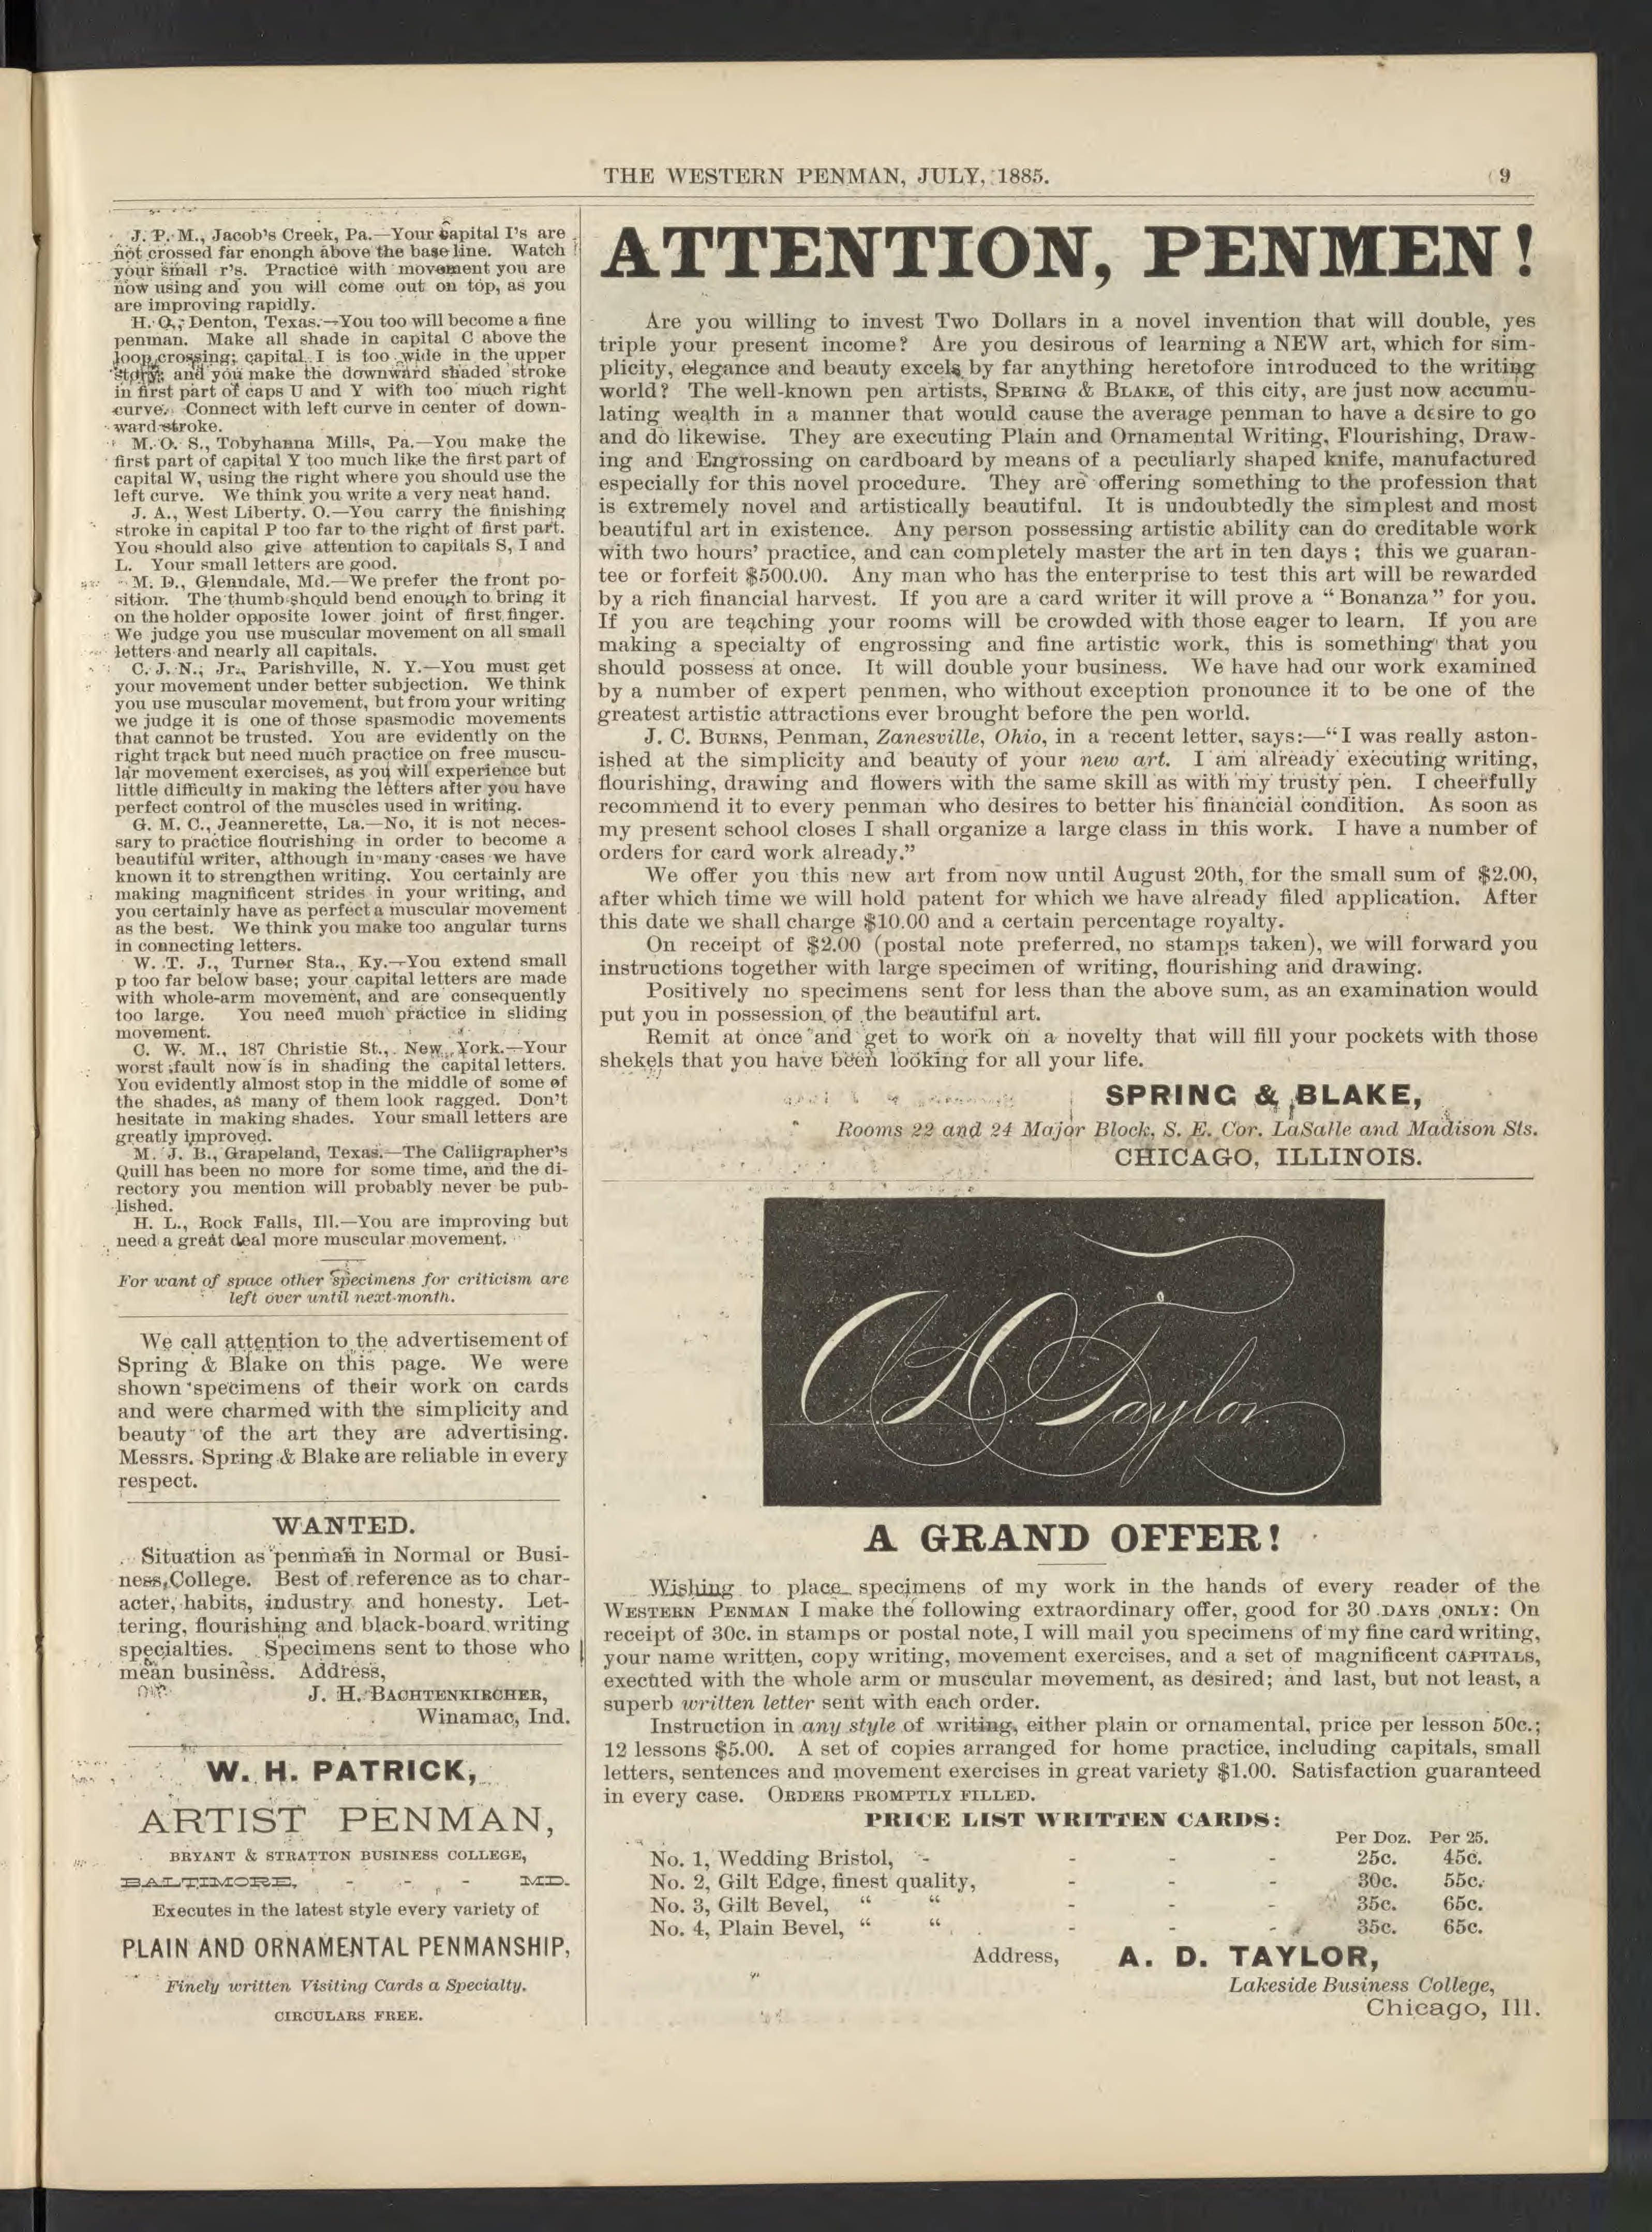 THE WESTERN PENMAN, JULY, 1885.
9
J. P. M., Jacob's Creek, Pa.—Your capital I's are
not crossed far enongh above the base line. Watch
your small r's. Practice with movement you are
now using and you will come out on top, as you
are improving rapidly.
H. O., Denton, Texas.—You too will become a fine
penman. Make all shade in capital C above the
loop crossing; capital I is too wide in the upper
story; and you make the downward shaded stroke
in first part of caps U and Y with too much right
curve. Connect with left curve in center of down-
ward stroke.
M. O. S., Tobyhanna Mills, Pa.—You make the
first part of capital Y too much like the first part of
capital W, using the right where you should use the
left curve. We think you write a very neat hand.
J. A., West Liberty. O.—You carry the finishing
stroke in capital P too far to the right of first part.
You should also give attention to capitals S, I and
L. Your small letters are good.
M. D., Glenndale, Md.—We prefer the front po-
sition. The thumb should bend enough to bring it
on the holder opposite lower joint of first finger.
We judge you use muscular movement on all small
letters and nearly all capitals.
C. J. N., Jr., Parishville, N. Y.—You must get
your movement under better subjection. We think
you use muscular movement, but from your writing
we judge it is one of those spasmodic movements
that cannot be trusted. You are evidently on the
right track but need much practice on free muscu-
lar movement exercises, as you will experience but
little difficulty in making the letters after you have
perfect control of the muscles used in writing.
G. M. C., Jeannerette, La.—No, it is not neces-
sary to practice flourishing in order to become a
beautiful writer, although in many cases we have
known it to strengthen writing. You certainly are
making magnificent strides in your writing, and
you certainly have as perfect a muscular movement
as the best. We think you make too angular turns
in connecting letters.
W. T. J., Turner Sta., Ky.—You extend small
p too far below base; your capital letters are made
with whole-arm movement, and are consequently
too large. You need much practice in sliding
movement.
C. W. M., 187 Christie St., New York.—Your
worst fault now is in shading the capital letters.
You evidently almost stop in the middle of some of
the shades, as many of them look ragged. Don't
hesitate in making shades. Your small letters are
greatly improved.
M. J. B., Grapeland, Texas.—The Caliigrapher's
Quill has been no more for some time, and the di-
rectory you mention will probably never be pub-
lished.
H. L., Rock Falls, Ill.—You are improving but
need a great deal more muscular movement.
For want of space other specimens for criticism are
left over until next month.
We call attention to the advertisement of
Spring & Blake on this page. We were
shown specimens of their work on cards
and were charmed with the simplicity and
beauty of the art they are advertising.
Messrs. Spring & Blake are reliable in every
respect.
WANTED.
Situation as penman in Normal or Busi-
ness College. Best of reference as to char-
acter, habits, industry and honesty. Let-
tering, flourishing and black-board writing
specialties. Specimens sent to those who
mean business. Address,
J. H. BACHTENKIRCHER,
Winamac, Ind.
W. H. PATRICK,
ARTIST PENMAN,
BRYANT & STRATTON BUSINESS COLLEGE,
BALTIMORE, - - - MD.
Executes in the latest style every variety of
PLAIN AND ORNAMENTAL PENMANSHIP,
Finely written Visiting Cards a Specialty.
CIRCULARS FREE.
ATTENTION, PENMEN!
Are you willing to invest Two Dollars in a novel invention that will double, yes
triple your present income? Are you desirous of learning a NEW art, which for sim-
plicity, elegance and beauty excels by far anything heretofore introduced to the writing
world? The well-known pen artists, SPRING & BLAKE, of this city, are just now accumu-
lating wealth in a manner that would cause the average penman to have a desire to go
and do likewise. They are executing Plain and Ornamental Writing, Flourishing, Draw-
ing and Engrossing on cardboard by means of a peculiarly shaped knife, manufactured
especially for this novel procedure. They are offering something to the profession that
is extremely novel and artistically beautiful. It is undoubtedly the simplest and most
beautiful art in existence. Any person possessing artistic ability can do creditable work
with two hours' practice, and can completely master the art in ten days ; this we guaran-
tee or forfeit $500.00. Any man who has the enterprise to test this art will be rewarded
by a rich financial harvest. If you are a card writer it will prove a "Bonanza" for you.
If you are teaching your rooms will be crowded with those eager to learn. If you are
making a specialty of engrossing and fine artistic work, this is something that you
should possess at once. It will double your business. We have had our work examined
by a number of expert penmen, who without exception pronounce it to be one of the
greatest artistic attractions ever brought before the pen world.
J. C. BURNS, Penman, Zanesville, Ohio, in a recent letter, says:—"I was really aston-
ished at the simplicity and beauty of your new art. I am already executing writing,
flourishing, drawing and flowers with the same skill as with my trusty pen. I cheerfully
recommend it to every penman who desires to better his financial condition. As soon as
my present school closes I shall organize a large class in this work. I have a number of
orders for card work already."
We offer you this new art from now until August 20th, for the small sum of $2.00,
after which time we will hold patent for which we have already filed application. After
this date we shall charge $10.00 and a certain percentage royalty.
On receipt of $2.00 (postal note preferred, no stamps taken), we will forward you
instructions together with large specimen of writing, flourishing and drawing.
Positively no specimens sent for less than the above sum, as an examination would
put you in possession of the beautiful art.
Remit at once and get to work on a novelty that will fill your pockets with those
shekels that you have been looking for all your life.
SPRING & BLAKE,
Rooms 22 and 24 Major Block, S. E. Cor. LaSalle and Madison Sts.
CHICAGO, ILLINOIS.
A D Taylor
A GRAND OFFER!
Wishing to place specimens of my work in the hands of every reader of the
WESTERN PENMAN I make the following extraordinary offer, good for 30 DAYS ONLY: On
receipt of 30c. in stamps or postal note, I will mail you specimens of my fine card writing,
your name written, copy writing, movement exercises, and a set of magnificent CAPITALS,
executed with the whole arm or muscular movement, as desired; and last, but not least, a
superb written letter sent with each order.
Instruction in any style of writing, either plain or ornamental, price per lesson 50c.;
12 lessons $5.00. A set of copies arranged for home practice, including capitals, small
letters, sentences and movement exercises in great variety $1.00. Satisfaction guaranteed
in every case. ORDERS PROMPTLY FILLED.
PRICE LIST WRITTEN CARDS:
Per Doz. Per 25.
No. 1, Wedding Bristol, - - - - 25c. 45c.
No. 2, Gilt Edge, finest quality, - - - 30c. 55c.
No. 3, Gilt Bevel, " " - - - 35c. 65c.
No. 4, Plain Bevel, " " - - - 35c. 65c.
Address, A. D. TAYLOR,
Lakeside Business College,
Chicago, Ill.